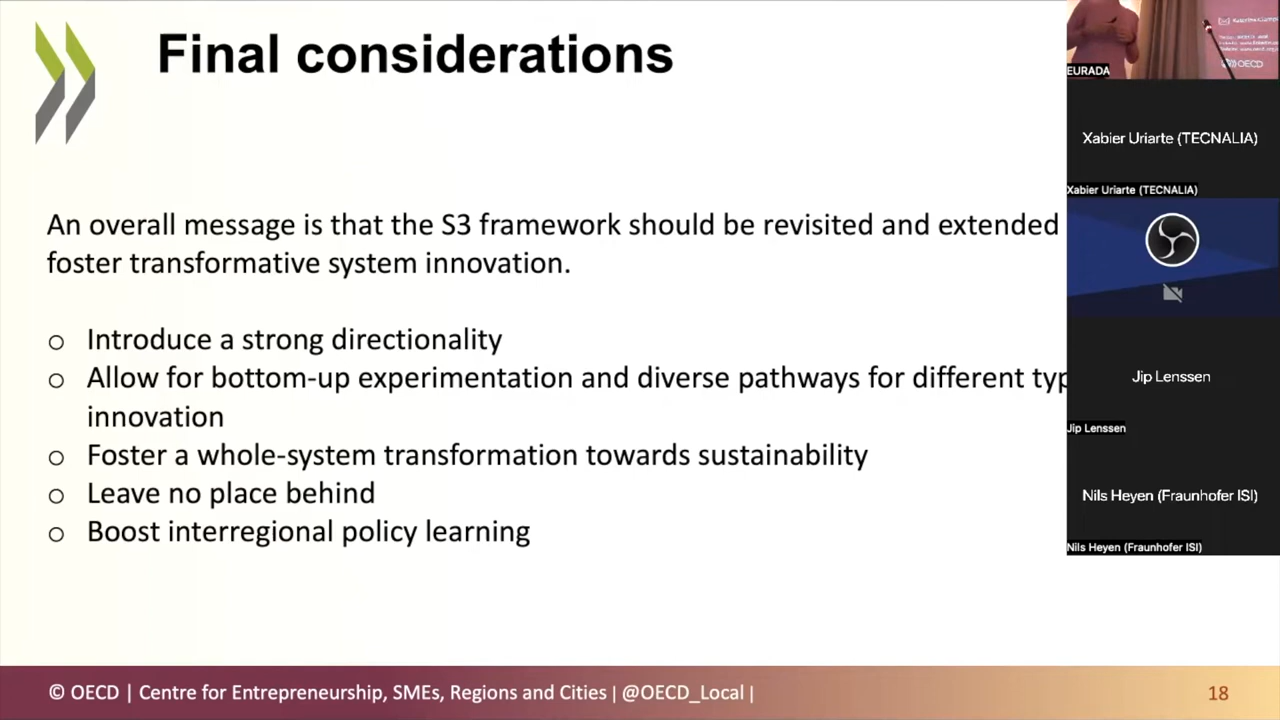 Final considerations
An overall message is that the S3 framework should be revisited and extended
foster transformative system innovation.
o Introduce a strong directionality
o Allow for bottom-up experimentation and diverse pathways for different typ
innovation
o Foster a whole-system transformation towards sustainability
o Leave no place behind
o Boost interregional policy learning
© OECD | Centre for Entrepreneurship, SMEs, Regions and Cities | @OECD_Local |
18
OECD
EURADA
Xabier Uriarte (TECNALIA)
Xabier Uriarte (TECNALIA)
Jip Lenssen
Jip Lenssen
Nils Heyen (Fraunhofer ISI)
Nils Heyen (Fraunhofer ISI)